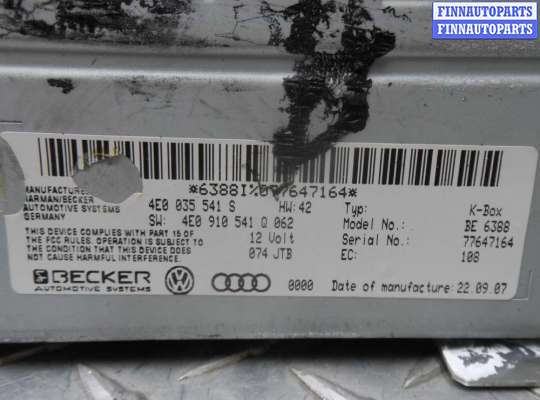 FINNAUTOPARTS
FINNAUTOPARTS
*6388I% 77647164*
MANUFACTURE
HARMAN/BECKER
AUTOMOTIVE SYSTEMS
GERMANY
4E0 035 541 S HW: 42
SW: 4E0 910 541 Q 062
Typ: K-Box
Model No.: BE 6388
Serial No.: 77647164
EC: 108
THIS DEVICE COMPLIES WITH PART 15 OF
THE FCC RULES. OPERATION IS SUBJECT TO
THE CONDITION THAT THIS DEVICE DOES
NOT CAUSE HARMFUL INTERFERENCE.
12 Volt
074 JTB
BECKER
AUTOMOTIVE SYSTEMS
0000 Date of manufacture: 22.09.07